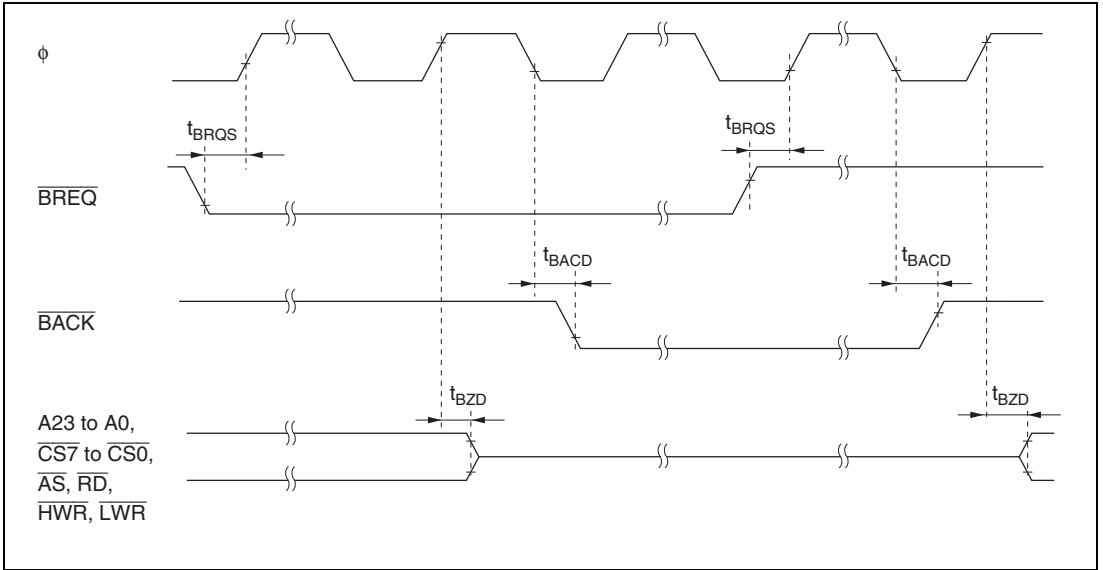 ϕ
tBRQS
tBRQS
BREQ
tBACD
tBACD
BACK
tBZD
tBZD
A23 to A0,
CS7 to CS0,
AS, RD,
HWR, LWR